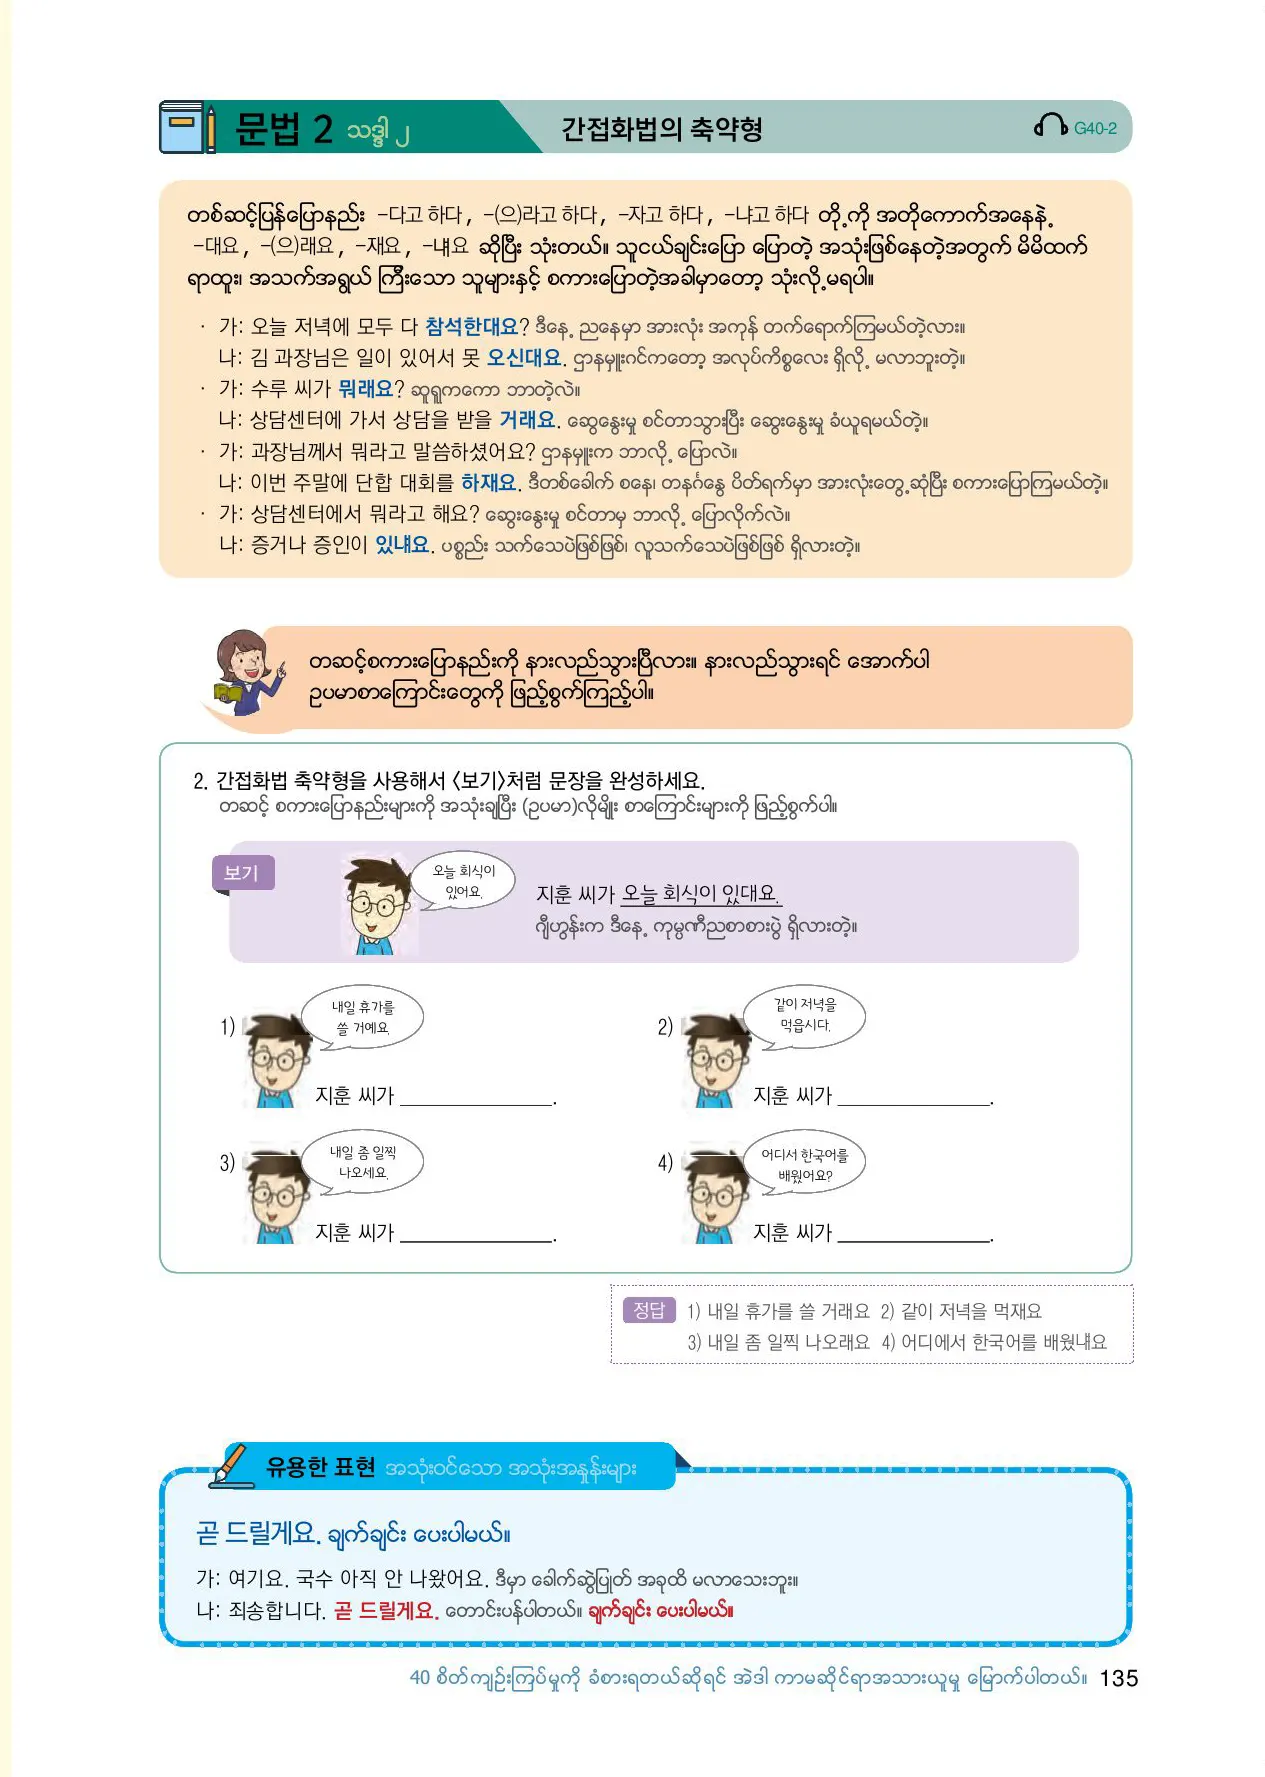 문법 2 သဒ္ဒါ ၂
간접화법의 축약형
G40-2
တစ်ဆင့်ပြန်ပြောနည်း -다고 하다, -(으)라고 하다, -자고 하다, -냐고 하다 တို့ကို အတိုကောက်အနေနဲ့
-대요, -(으)래요, -재요, -냬요 ဆိုပြီး သုံးတယ်။ သူငယ်ချင်းပြော ပြောတဲ့ အသုံးဖြစ်နေတဲ့အတွက် မိမိထက်
ရာထူး၊ အသက်အရွယ် ကြီးသော သူများနှင့် စကားပြောတဲ့အခါမှာတော့ သုံးလို့မရပါ။
· 가: 오늘 저녁에 모두 다 참석한대요? ဒီနေ့ ညနေမှာ အားလုံး အကုန် တက်ရောက်ကြမယ်တဲ့လား။
나: 김 과장님은 일이 있어서 못 오신대요. ဌာနမှူးဂင်ကတော့ အလုပ်ကိစ္စလေး ရှိလို့ မလာဘူးတဲ့။
· 가: 수루 씨가 뭐래요? ဆူရူကကော ဘာတဲ့လဲ။
나: 상담센터에 가서 상담을 받을 거래요. ဆွေးနွေးမှု စင်တာသွားပြီး ဆွေးနွေးမှု ခံယူရမယ်တဲ့။
· 가: 과장님께서 뭐라고 말씀하셨어요? ဌာနမှူးက ဘာလို့ ပြောလဲ။
나: 이번 주말에 단합 대회를 하재요. ဒီတစ်ခေါက် စနေ၊ တနင်္ဂနွေ ပိတ်ရက်မှာ အားလုံးတွေ့ဆုံပြီး စကားပြောကြမယ်တဲ့။
· 가: 상담센터에서 뭐라고 해요? ဆွေးနွေးမှု စင်တာမှ ဘာလို့ ပြောလိုက်လဲ။
나: 증거나 증인이 있냬요. ပစ္စည်း သက်သေပဲဖြစ်ဖြစ်၊ လူသက်သေပဲဖြစ်ဖြစ် ရှိလားတဲ့။
တဆင့်စကားပြောနည်းကို နားလည်သွားပြီလား။ နားလည်သွားရင် အောက်ပါ
ဥပမာစာကြောင်းတွေကို ဖြည့်စွက်ကြည့်ပါ။
2. 간접화법 축약형을 사용해서 〈보기〉처럼 문장을 완성하세요.
တဆင့် စကားပြောနည်းများကို အသုံးချပြီး (ဥပမာ)လိုမျိုး စာကြောင်းများကို ဖြည့်စွက်ပါ။
보기
오늘 회식이
있어요.
지훈 씨가 오늘 회식이 있대요.
ဂျီဟွန်းက ဒီနေ့ ကုမ္ပဏီညစာစားပွဲ ရှိလားတဲ့။
1)
내일 휴가를
쓸 거예요.
지훈 씨가 ______________.
2)
같이 저녁을
먹읍시다.
지훈 씨가 ______________.
3)
내일 좀 일찍
나오세요.
지훈 씨가 ______________.
4)
어디서 한국어를
배웠어요?
지훈 씨가 ______________.
정답 1) 내일 휴가를 쓸 거래요 2) 같이 저녁을 먹재요
3) 내일 좀 일찍 나오래요 4) 어디에서 한국어를 배웠냬요
유용한 표현 အသုံးဝင်သော အသုံးအနှုန်းများ
곧 드릴게요. ချက်ချင်း ပေးပါမယ်။
가: 여기요. 국수 아직 안 나왔어요. ဒီမှာ ခေါက်ဆွဲပြုတ် အခုထိ မလာသေးဘူး။
나: 죄송합니다. 곧 드릴게요. တောင်းပန်ပါတယ်။ ချက်ချင်း ပေးပါမယ်။
40 စိတ်ကျဉ်းကြပ်မှုကို ခံစားရတယ်ဆိုရင် အဲဒါ ကာမဆိုင်ရာအသားယူမှု မြောက်ပါတယ်။ 135